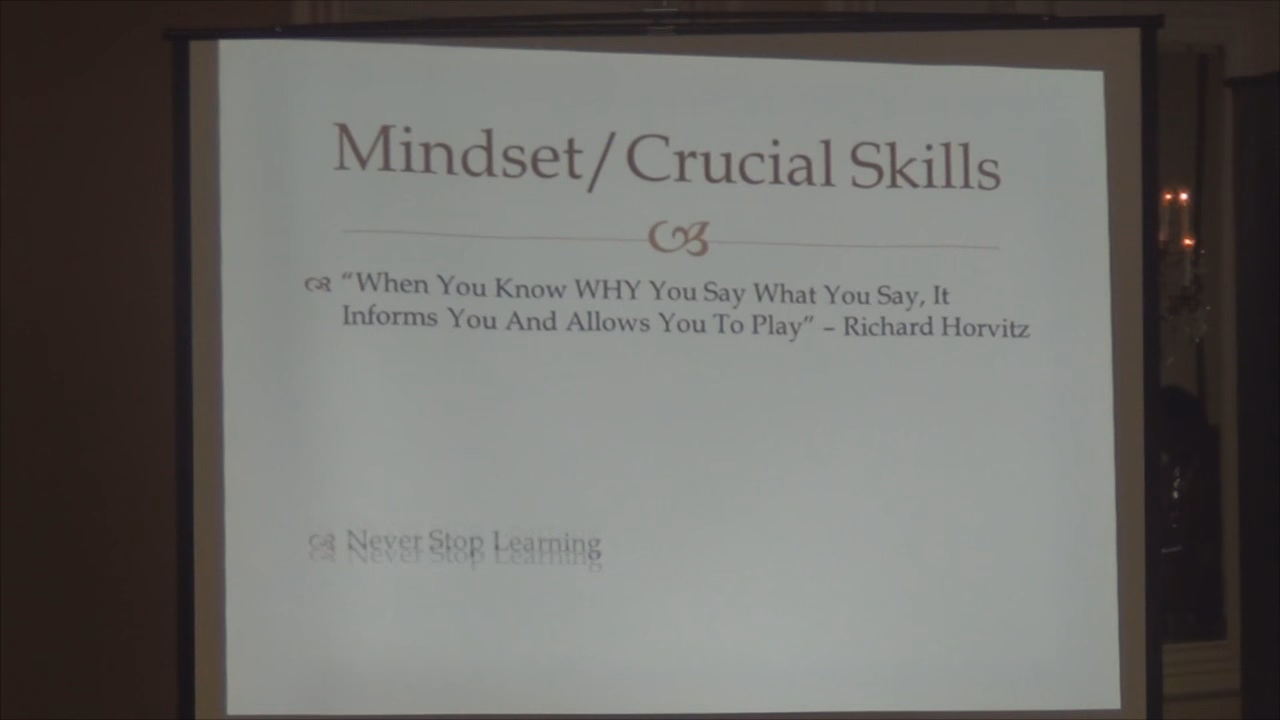 Mindset/Crucial Skills
“When You Know WHY You Say What You Say, It
Informs You And Allows You To Play” – Richard Horvitz
Never Stop Learning